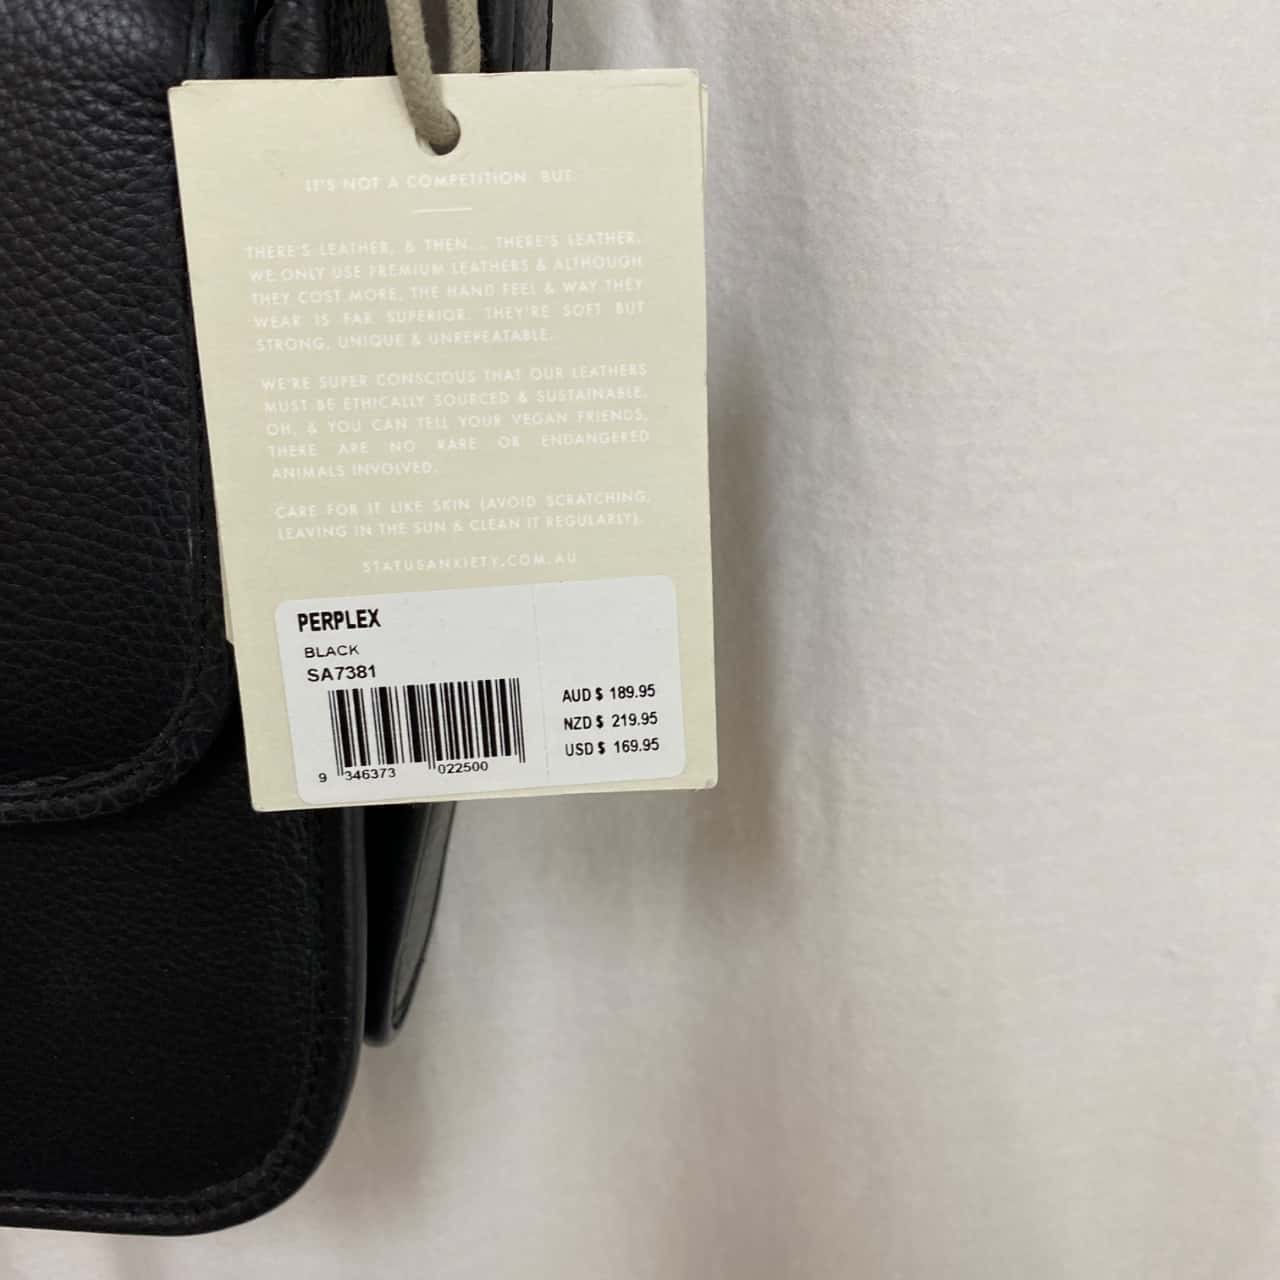 IT'S NOT A COMPETITION. BUT.
THERE'S LEATHER, & THEN... THERE'S LEATHER.
WE ONLY USE PREMIUM LEATHERS & ALTHOUGH
THEY COST MORE, THE HAND FEEL & WAY THEY
WEAR IS FAR SUPERIOR. THEY'RE SOFT BUT
STRONG, UNIQUE & UNREPEATABLE.
WE'RE SUPER CONSCIOUS THAT OUR LEATHERS
MUST BE ETHICALLY SOURCED & SUSTAINABLE.
OH, & YOU CAN TELL YOUR VEGAN FRIENDS,
THERE ARE NO RARE OR ENDANGERED
ANIMALS INVOLVED.
CARE FOR IT LIKE SKIN (AVOID SCRATCHING,
LEAVING IN THE SUN & CLEAN IT REGULARLY).
STATUSANXIETY.COM.AU
PERPLEX
BLACK
SA7381
9 346373 022500
AUD $ 189.95
NZD $ 219.95
USD $ 169.95